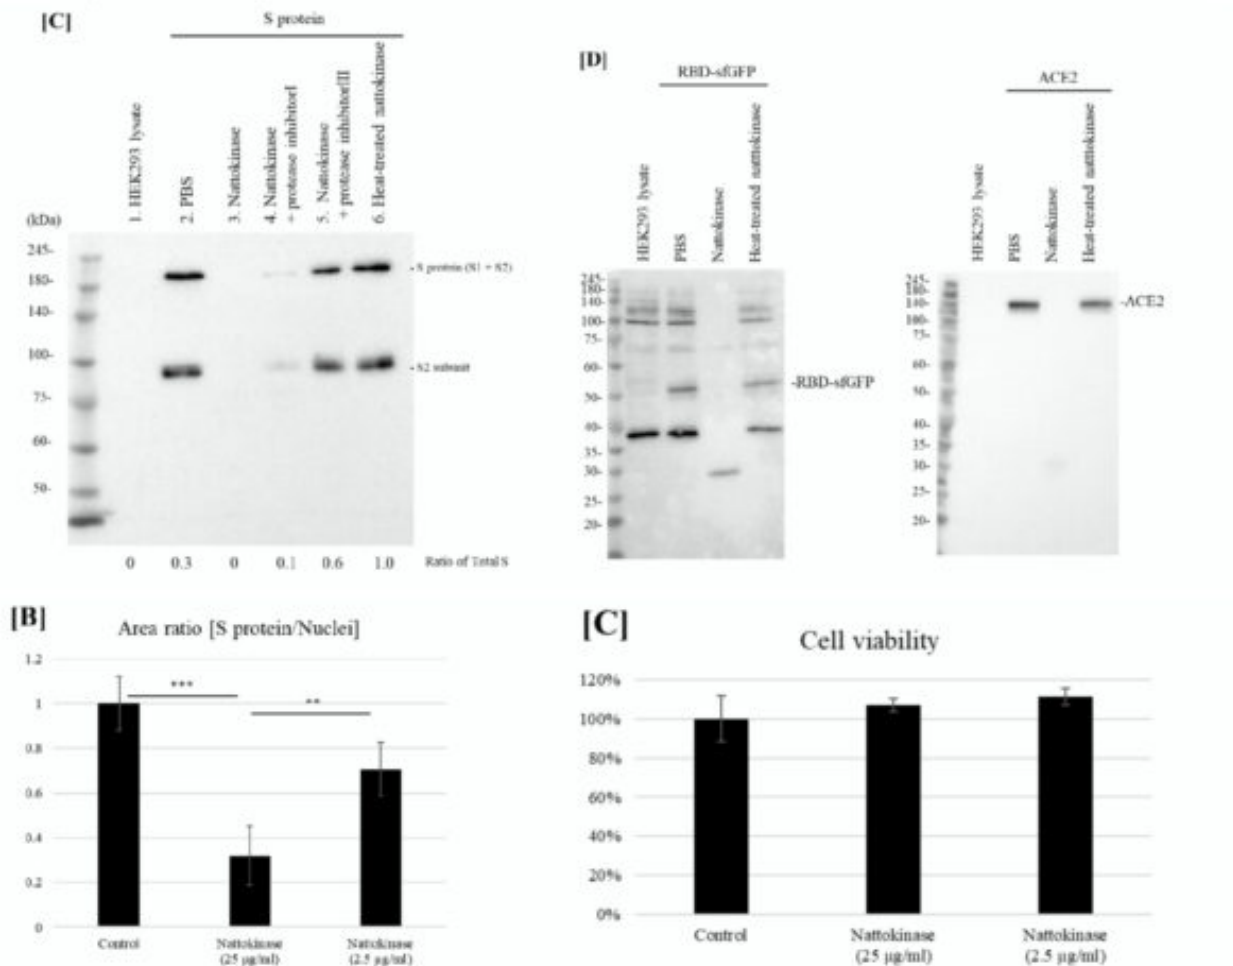 [C]
S protein
1. HEK293 lysate
2. PBS
3. Nattokinase
4. Nattokinase
+ protease inhibitorI
5. Nattokinase
+ protease inhibitorIII
6. Heat-treated nattokinase
(kDa)
245-
180-
140-
100-
75-
60-
50-
- S protein (S1 + S2)
- S2 subunit
0 0.3 0 0.1 0.6 1.0 Ratio of Total S
[D]
RBD-sfGFP
HEK293 lysate
PBS
Nattokinase
Heat-treated natttokinase
245-
180-
140-
100-
75-
60-
50-
40-
35-
30-
25-
20-
-RBD-sfGFP
ACE2
HEK293 lysate
PBS
Nattokinase
Heat-treated natttokinase
245-
180-
140-
100-
75-
60-
50-
40-
35-
30-
25-
20-
-ACE2
[B]
Area ratio [S protein/Nuclei]
1.2
1
0.8
0.6
0.4
0.2
0
***
**
Control
Nattokinase
(25 µg/ml)
Nattokinase
(2.5 µg/ml)
[C]
Cell viability
120%
100%
80%
60%
40%
20%
0%
Control
Nattokinase
(25 µg/ml)
Nattokinase
(2.5 µg/ml)